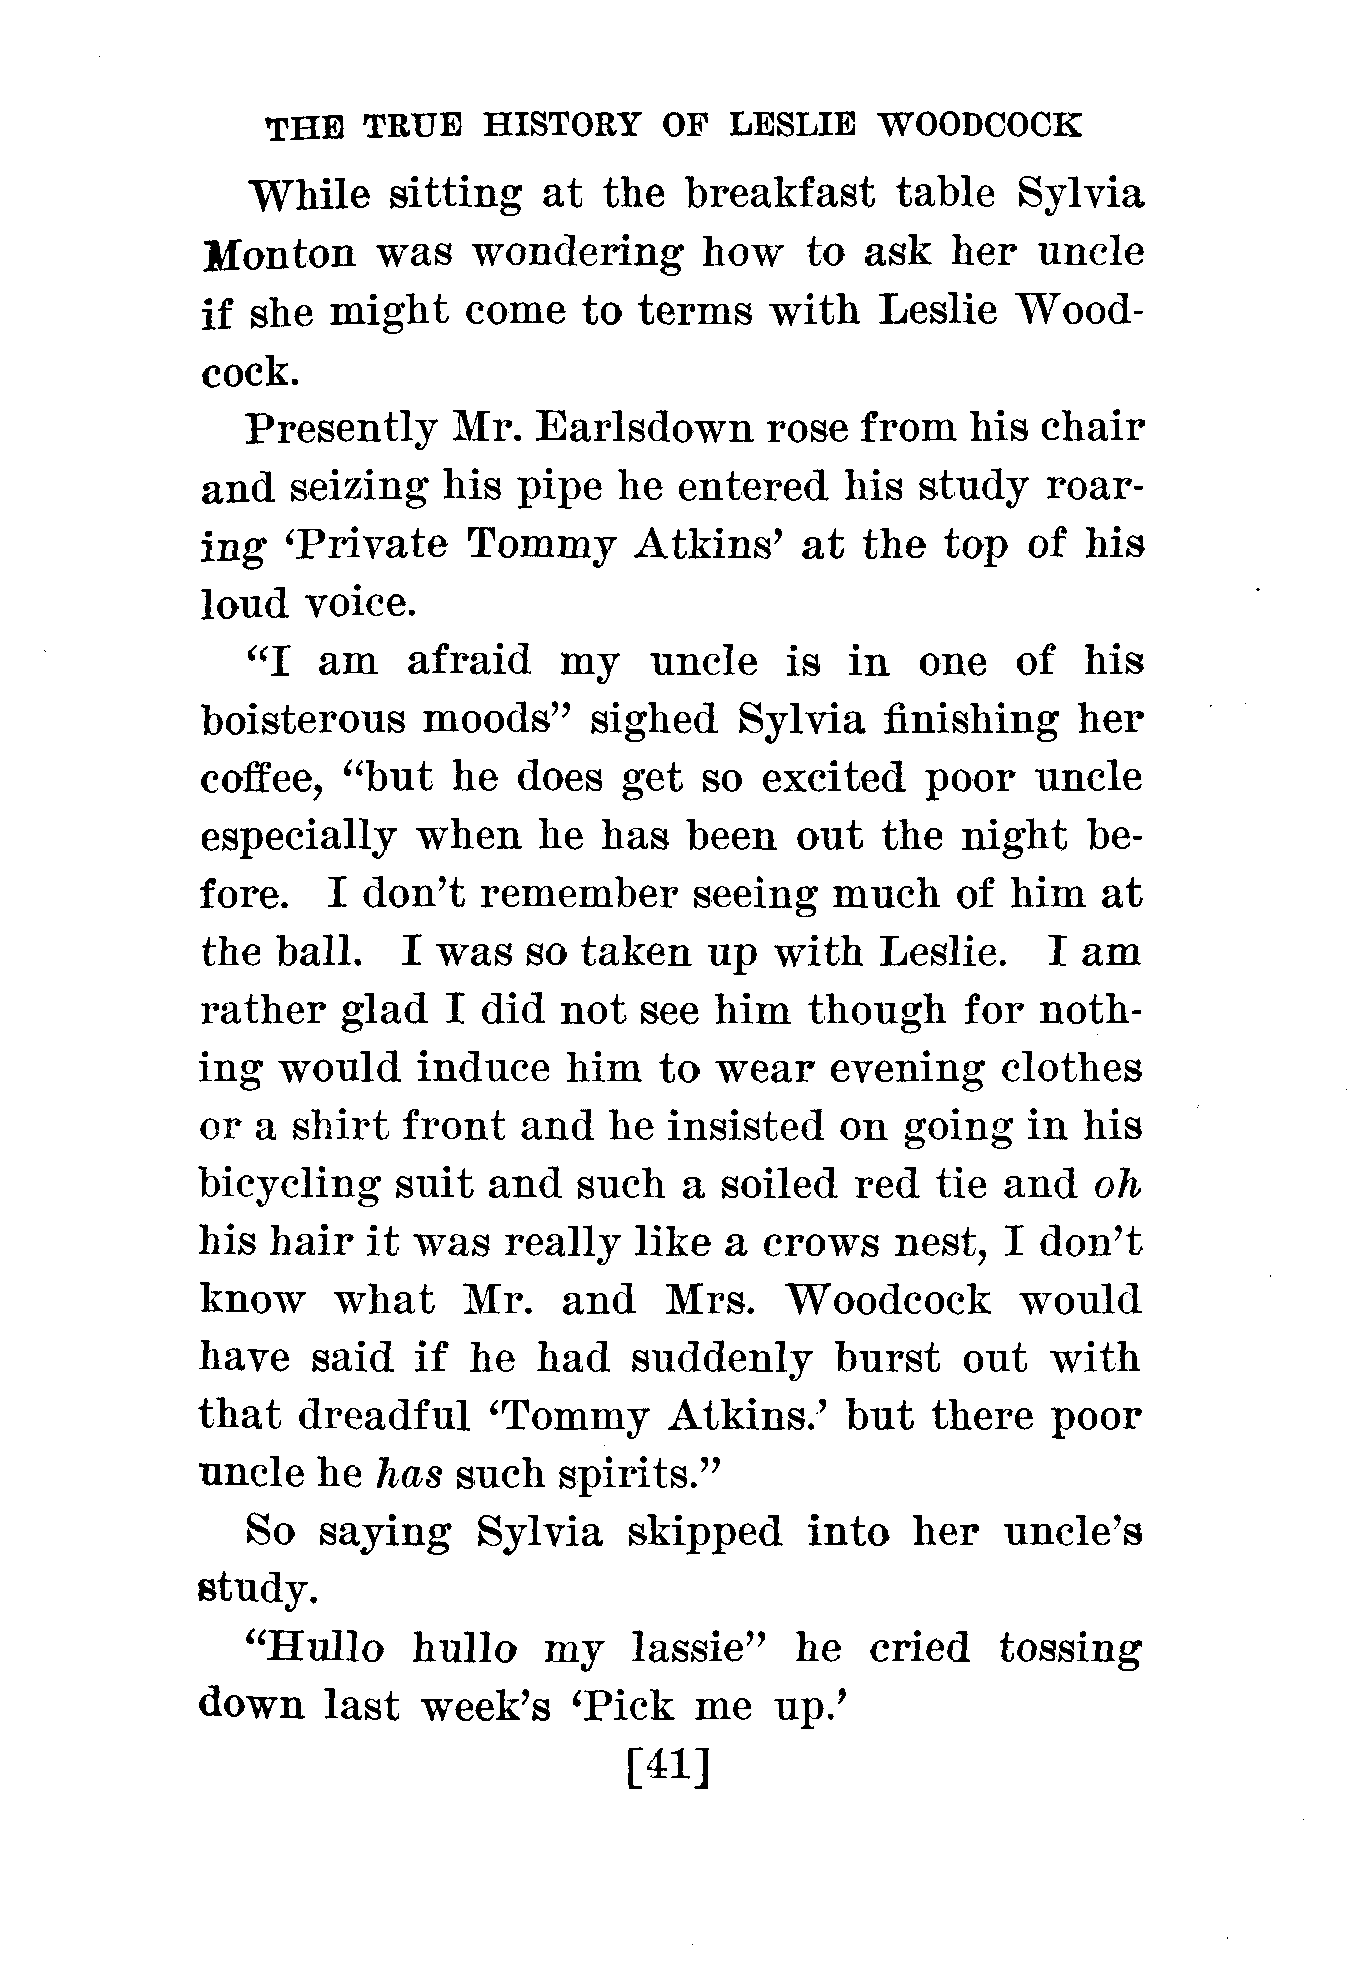 THE TRUE HISTORY OF LESLIE WOODCOCK
While sitting at the breakfast table Sylvia
Monton was wondering how to ask her uncle
if she might come to terms with Leslie Wood-
cock.
Presently Mr. Earlsdown rose from his chair
and seizing his pipe he entered his study roar-
ing ‘Private Tommy Atkins’ at the top of his
loud voice.
“I am afraid my uncle is in one of his
boisterous moods” sighed Sylvia finishing her
coffee, “but he does get so excited poor uncle
especially when he has been out the night be-
fore. I don’t remember seeing much of him at
the ball. I was so taken up with Leslie. I am
rather glad I did not see him though for noth-
ing would induce him to wear evening clothes
or a shirt front and he insisted on going in his
bicycling suit and such a soiled red tie and oh
his hair it was really like a crows nest, I don’t
know what Mr. and Mrs. Woodcock would
have said if he had suddenly burst out with
that dreadful ‘Tommy Atkins.’ but there poor
uncle he has such spirits.”
So saying Sylvia skipped into her uncle’s
study.
“Hullo hullo my lassie” he cried tossing
down last week’s ‘Pick me up.’
[41]